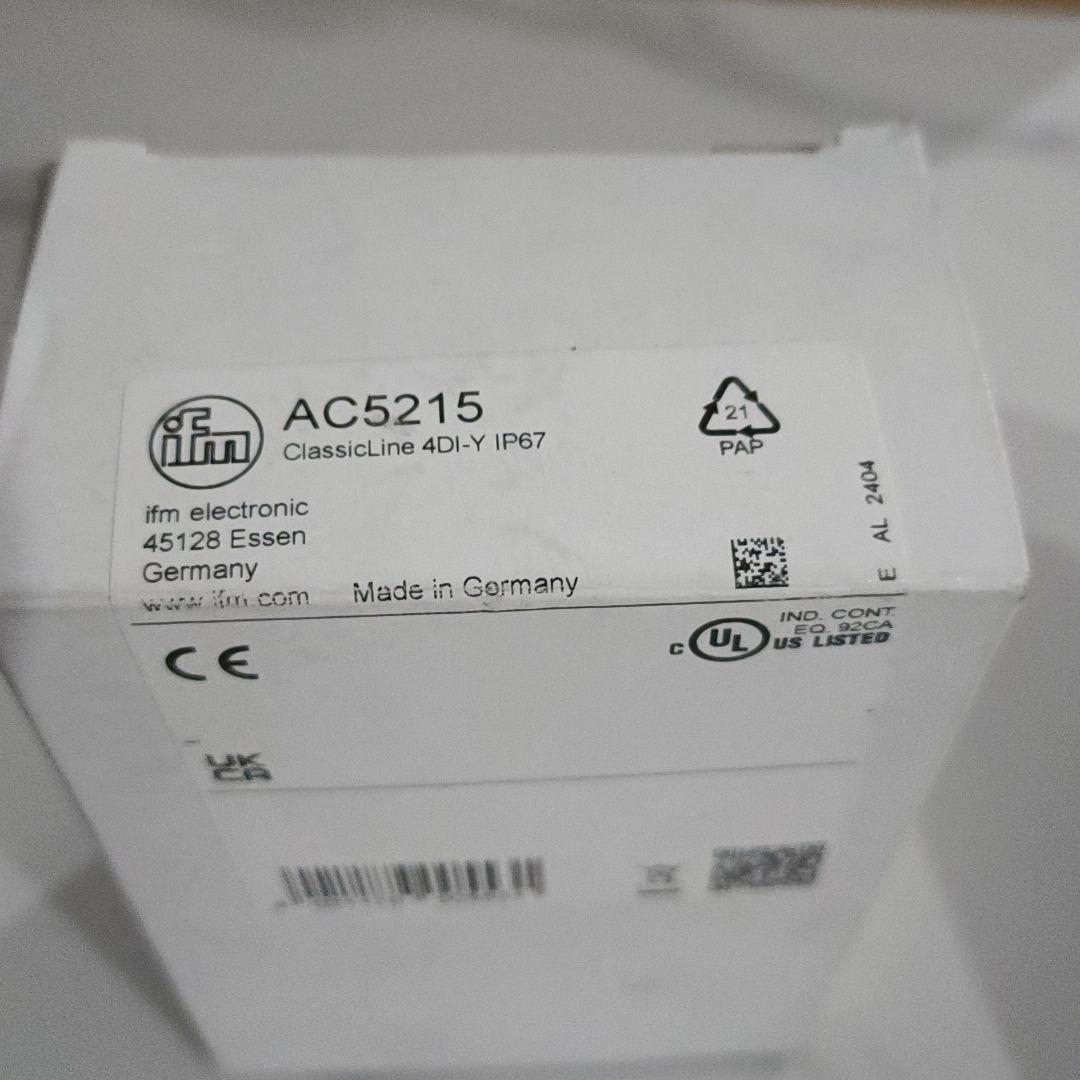 ifm
AC5215
ClassicLine 4DI-Y IP67
21
PAP
ifm electronic
45128 Essen
Germany
www.ifm.com
Made in Germany
E AL 2404
CE
C UL US LISTED
IND. CONT.
EQ. 92CA
UK
CA